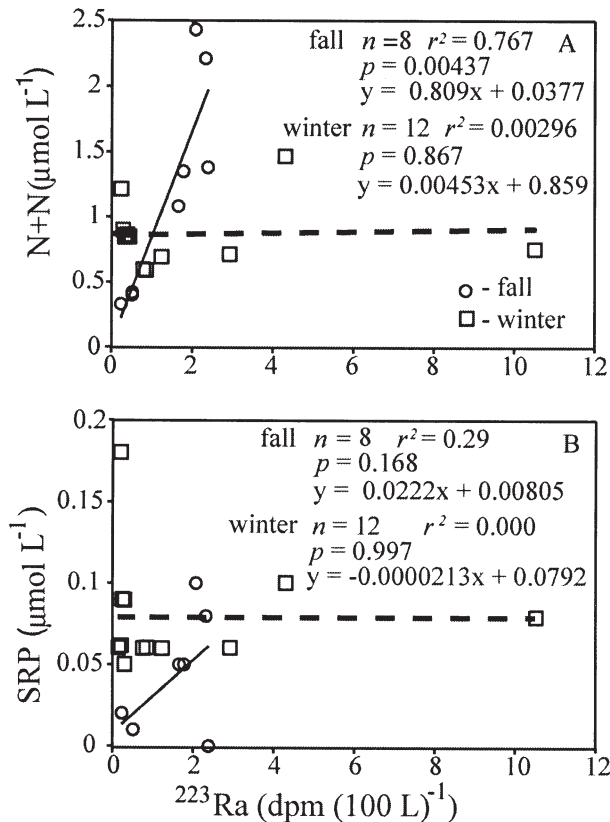 2.5
2
1.5
1
0.5
0
N+N(µmol L-1)
fall n =8 r2 = 0.767
A
p = 0.00437
y = 0.809x + 0.0377
winter n = 12 r2 = 0.00296
p = 0.867
y = 0.00453x + 0.859
- fall
- winter
0 2 4 6 8 10 12
0.2
0.15
0.1
0.05
0
SRP (µmol L-1)
fall n = 8 r2 = 0.29
B
p = 0.168
y = 0.0222x + 0.00805
winter n = 12 r2 = 0.000
p = 0.997
y = -0.0000213x + 0.0792
0 2 4 6 8 10 12
223Ra (dpm (100 L)-1)